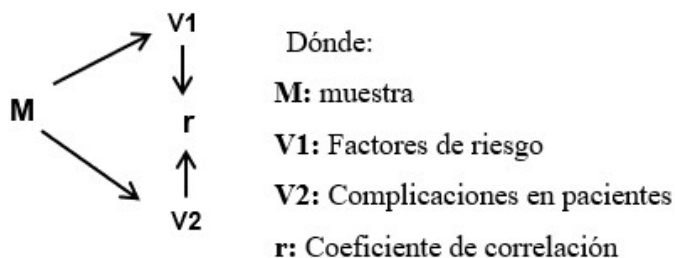 V1
M
r
V2
Dónde:
M: muestra
V1: Factores de riesgo
V2: Complicaciones en pacientes
r: Coeficiente de correlación